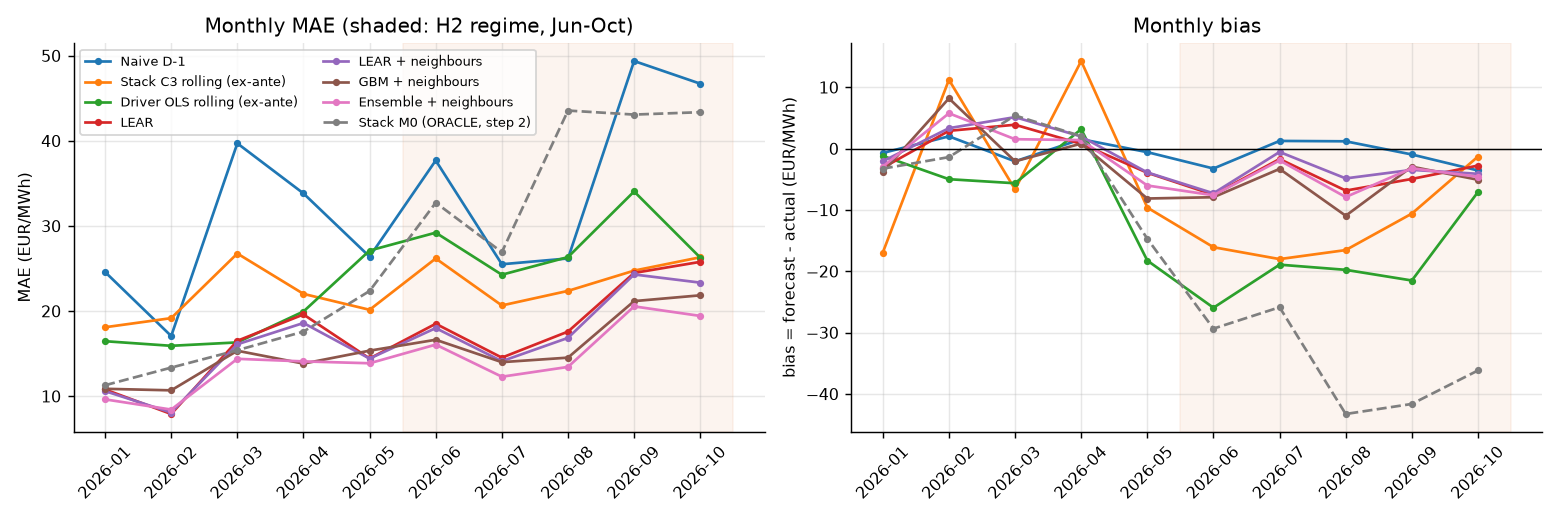 Monthly MAE (shaded: H2 regime, Jun-Oct)
MAE (EUR/MWh)
50
40
30
20
10
Naive D-1
Stack C3 rolling (ex-ante)
Driver OLS rolling (ex-ante)
LEAR
LEAR + neighbours
GBM + neighbours
Ensemble + neighbours
Stack M0 (ORACLE, step 2)
2026-01
2026-02
2026-03
2026-04
2026-05
2026-06
2026-07
2026-08
2026-09
2026-10
Monthly bias
bias = forecast - actual (EUR/MWh)
10
0
−10
−20
−30
−40
2026-01
2026-02
2026-03
2026-04
2026-05
2026-06
2026-07
2026-08
2026-09
2026-10